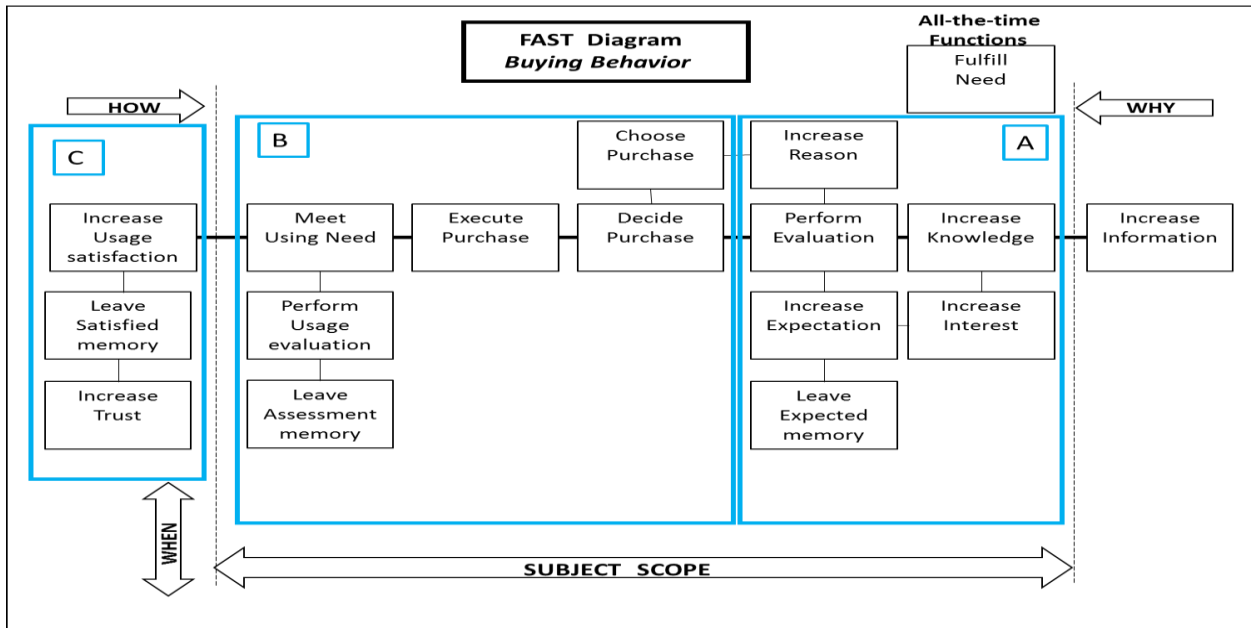 FAST Diagram
Buying Behavior
All-the-time
Functions
Fulfill
Need
HOW
WHY
C
B
A
Choose
Purchase
Increase
Reason
Increase
Usage
satisfaction
Meet
Using Need
Execute
Purchase
Decide
Purchase
Perform
Evaluation
Increase
Knowledge
Increase
Information
Leave
Satisfied
memory
Perform
Usage
evaluation
Increase
Expectation
Increase
Interest
Increase
Trust
Leave
Assessment
memory
Leave
Expected
memory
WHEN
SUBJECT SCOPE